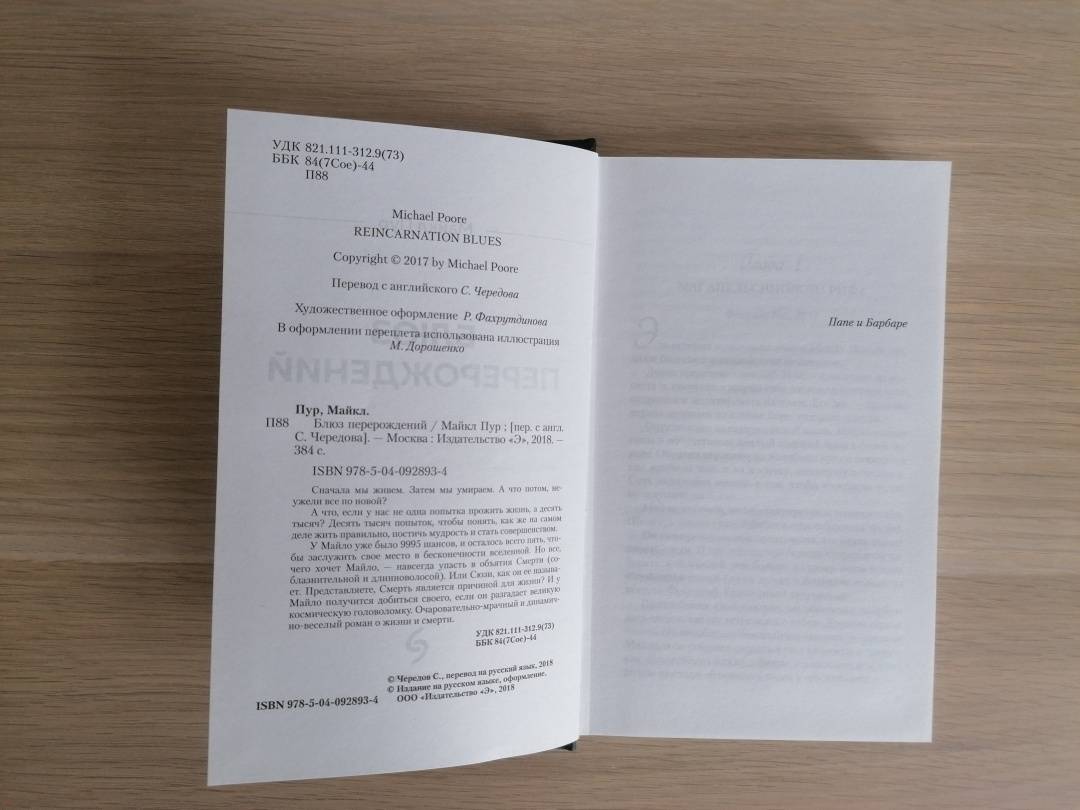 УДК 821.111-312.9(73)
ББК 84(7Сое)-44
П88
Michael Poore
REINCARNATION BLUES
Copyright © 2017 by Michael Poore
Перевод с английского С. Чередова
Художественное оформление Р. Фахрутдинова
В оформлении переплета использована иллюстрация
М. Дорошенко
Пур, Майкл.
П88 Блюз перерождений / Майкл Пур ; [пер. с англ.
С. Чередова]. — Москва : Издательство «Э», 2018. —
384 с.
ISBN 978-5-04-092893-4
Сначала мы живем. Затем мы умираем. А что потом, не-
ужели все по новой?
А что, если у нас не одна попытка прожить жизнь, а десять
тысяч? Десять тысяч попыток, чтобы понять, как же на самом
деле жить правильно, постичь мудрость и стать совершенством.
У Майло уже было 9995 шансов, и осталось всего пять, что-
бы заслужить свое место в бесконечности вселенной. Но все,
чего хочет Майло, — навсегда упасть в объятия Смерти (со-
блазнительной и длинноволосой). Или Сюзи, как он ее называ-
ет. Представляете, Смерть является причиной для жизни? И у
Майло получится добиться своего, если он разгадает великую
космическую головоломку. Очаровательно-мрачный и динамич-
но-веселый роман о жизни и смерти.
УДК 821.111-312.9(73)
ББК 84(7Сое)-44
© Чередов С., перевод на русский язык, 2018
© Издание на русском языке, оформление.
ООО «Издательство «Э», 2018
ISBN 978-5-04-092893-4
Папе и Барбаре